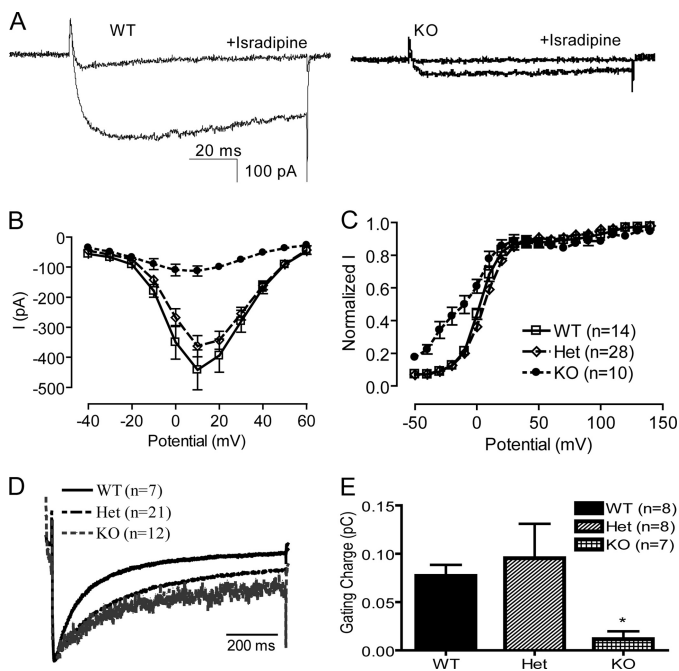 A
WT
+Isradipine
KO
+Isradipine
20 ms
100 pA
B
0
-100
-200
-300
-400
-500
I (pA)
-40 -20 0 20 40 60
Potential (mV)
C
1.0
0.8
0.6
0.4
0.2
0.0
Normalized I
WT (n=14)
Het (n=28)
KO (n=10)
-50 0 50 100 150
Potential (mV)
D
WT (n=7)
Het (n=21)
KO (n=12)
200 ms
E
0.20
0.15
0.10
0.05
0.00
Gating Charge (pC)
WT (n=8)
Het (n=8)
KO (n=7)
*
WT Het KO